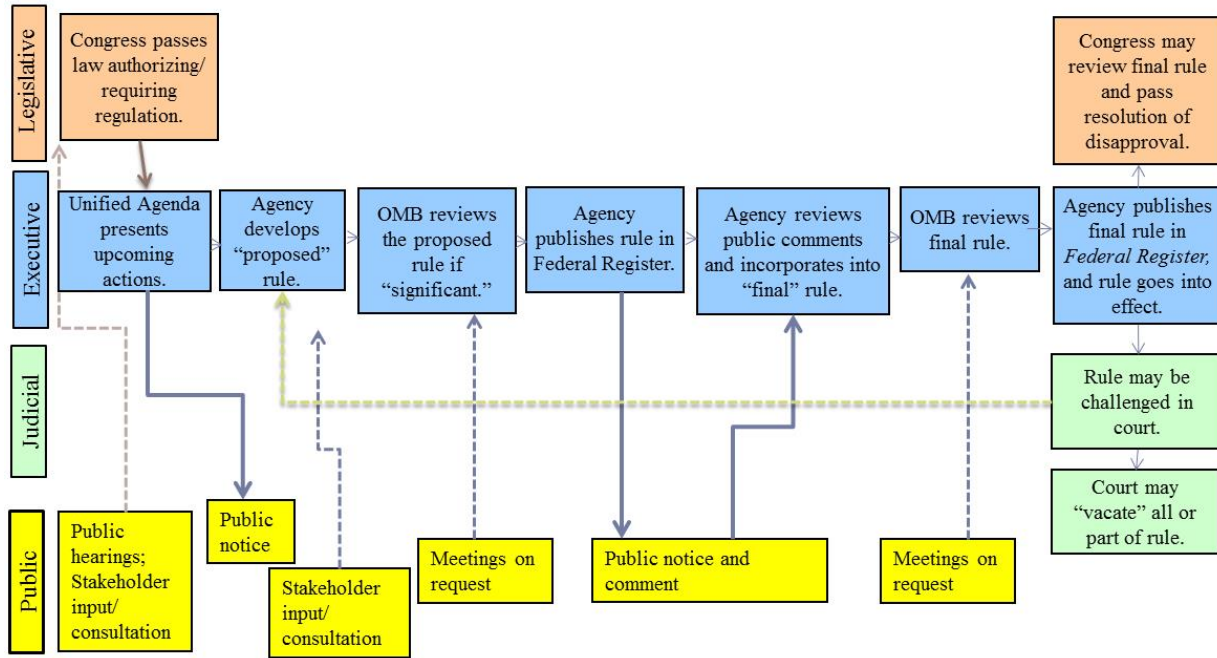 Legislative
Congress passes
law authorizing/
requiring
regulation.
Congress may
review final rule
and pass
resolution of
disapproval.
Executive
Unified Agenda
presents
upcoming
actions.
Agency
develops
“proposed”
rule.
OMB reviews
the proposed
rule if
“significant.”
Agency
publishes rule in
Federal Register.
Agency reviews
public comments
and incorporates into
“final” rule.
OMB reviews
final rule.
Agency publishes
final rule in
Federal Register,
and rule goes into
effect.
Judicial
Rule may be
challenged in
court.
Court may
“vacate” all or
part of rule.
Public
Public
hearings;
Stakeholder
input/
consultation
Public
notice
Stakeholder
input/
consultation
Meetings on
request
Public notice and
comment
Meetings on
request